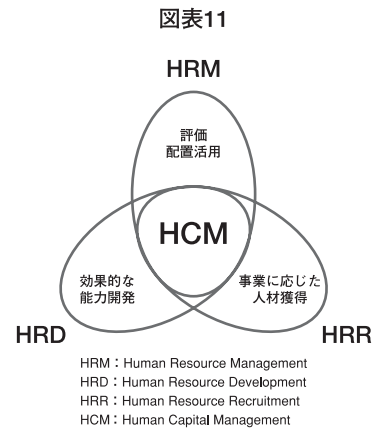 図表11
HRM
評価
配置活用
HCM
効果的な
能力開発
事業に応じた
人材獲得
HRD
HRR
HRM：Human Resource Management
HRD：Human Resource Development
HRR：Human Resource Recruitment
HCM：Human Capital Management